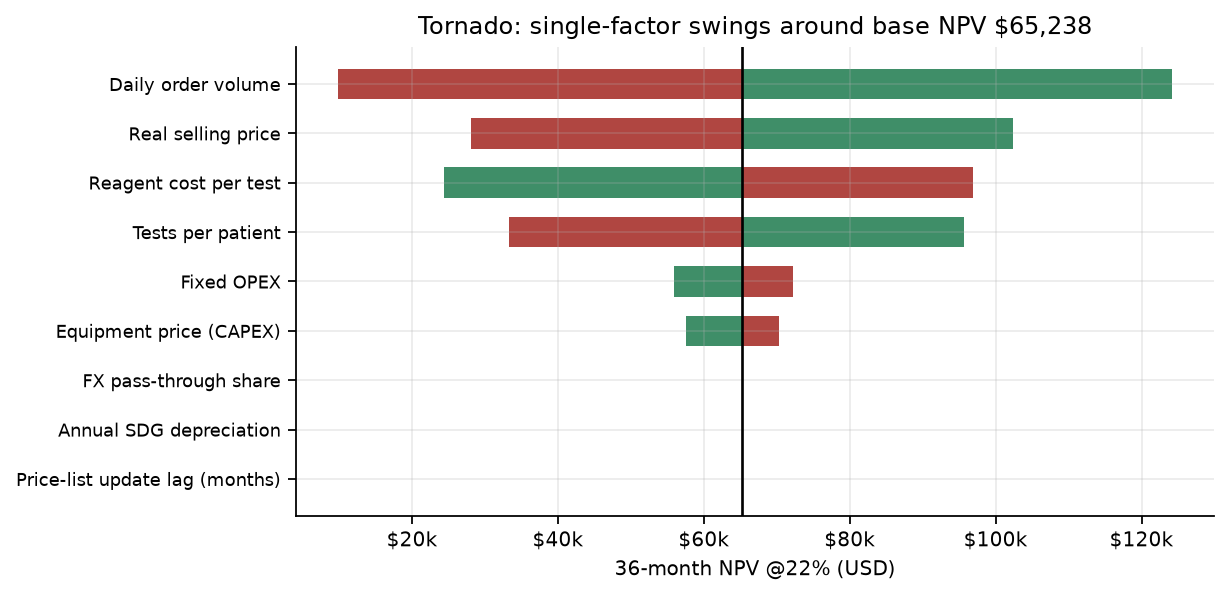 Tornado: single-factor swings around base NPV $65,238
Daily order volume
Real selling price
Reagent cost per test
Tests per patient
Fixed OPEX
Equipment price (CAPEX)
FX pass-through share
Annual SDG depreciation
Price-list update lag (months)
$20k $40k $60k $80k $100k $120k
36-month NPV @22% (USD)